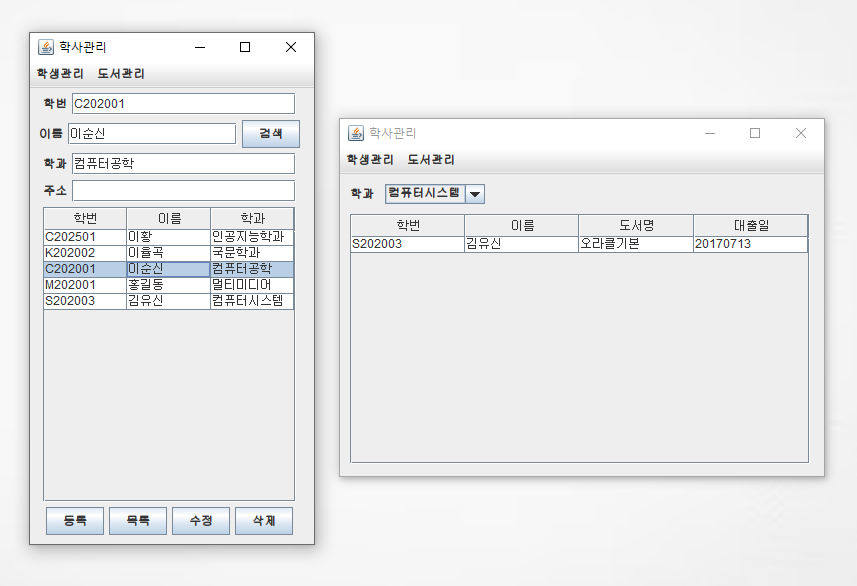 학사관리
학생관리 도서관리
학번 C202001
이름 이순신 검색
학과 컴퓨터공학
주소
학번 이름 학과
C202501 이황 인공지능학과
K202002 이율곡 국문학과
C202001 이순신 컴퓨터공학
M202001 홍길동 멀티미디어
S202003 김유신 컴퓨터시스템
등록 목록 수정 삭제
학사관리
학생관리 도서관리
학과 컴퓨터시스템
학번 이름 도서명 대출일
S202003 김유신 오라클기본 20170713